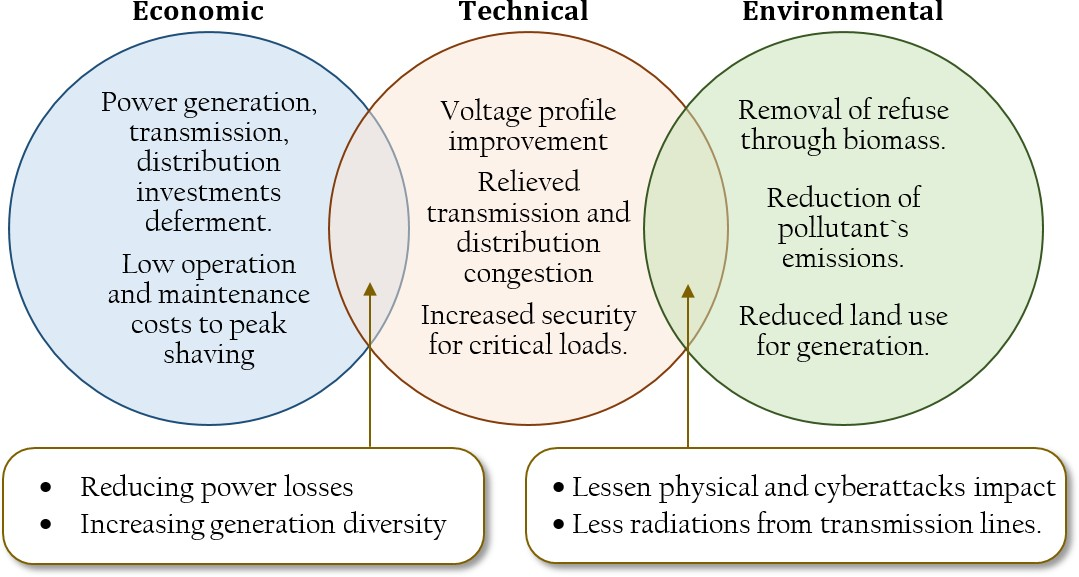 Economic
Technical
Environmental
Power generation,
transmission,
distribution
investments
deferment.
Low operation
and maintenance
costs to peak
shaving
Voltage profile
improvement
Relieved
transmission and
distribution
congestion
Increased security
for critical loads.
Removal of refuse
through biomass.
Reduction of
pollutant`s
emissions.
Reduced land use
for generation.
• Reducing power losses
• Increasing generation diversity
• Lessen physical and cyberattacks impact
• Less radiations from transmission lines.